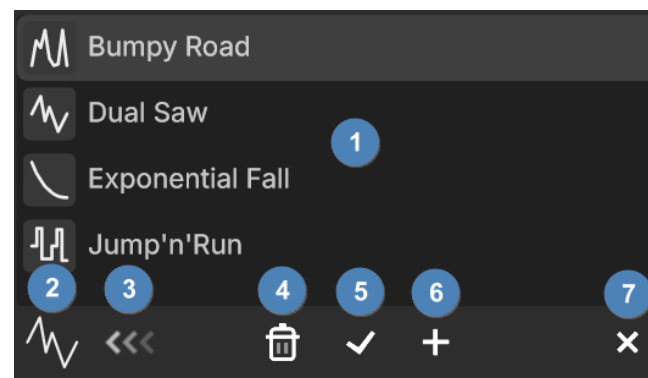 Bumpy Road
Dual Saw
1
Exponential Fall
Jump'n'Run
2 3 4 5 6 7